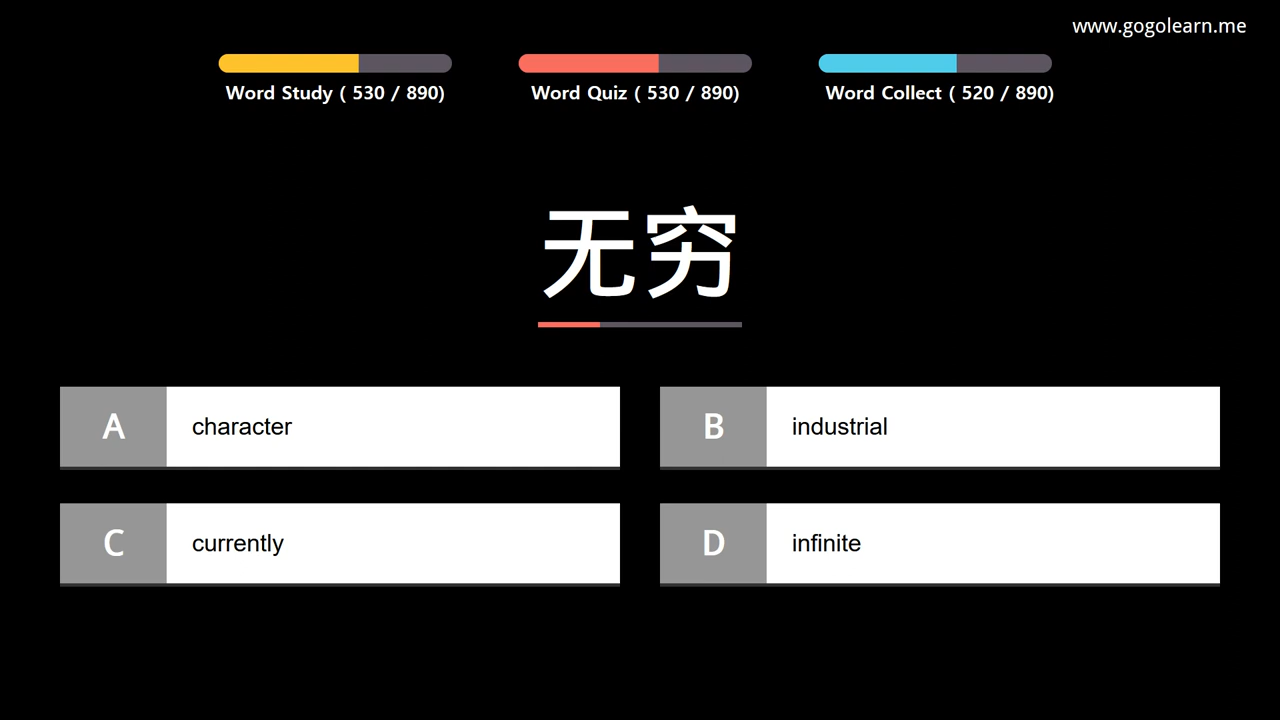 www.gogolearn.me
Word Study ( 530 / 890)
Word Quiz ( 530 / 890)
Word Collect ( 520 / 890)
无穷
A character
B industrial
C currently
D infinite